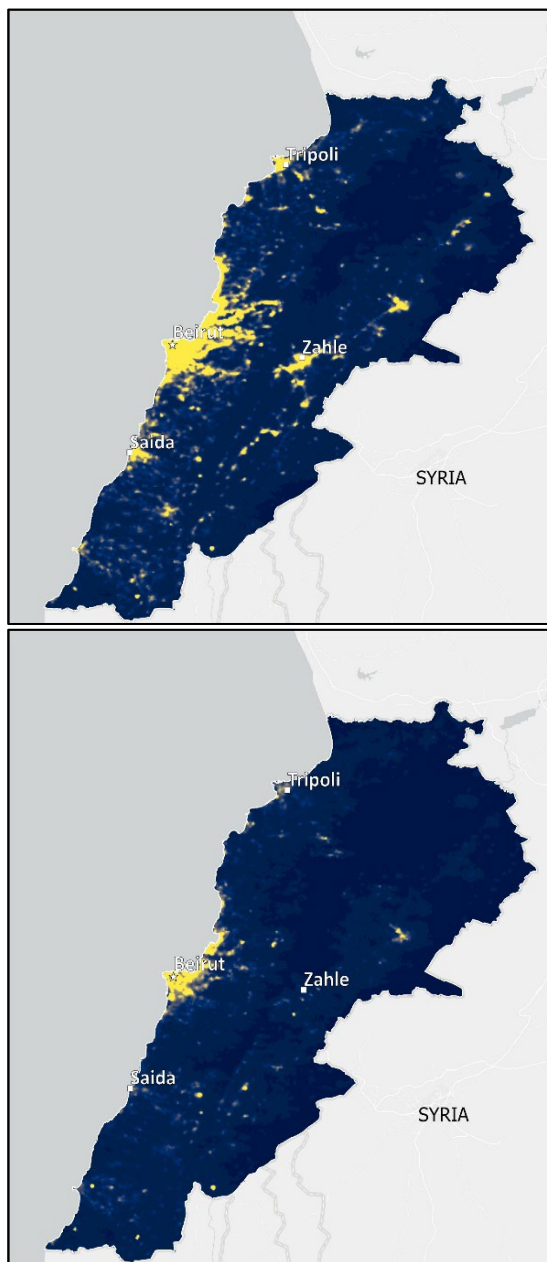 Tripoli
Beirut
Zahle
Saida
SYRIA
Tripoli
Beirut
Zahle
Saida
SYRIA